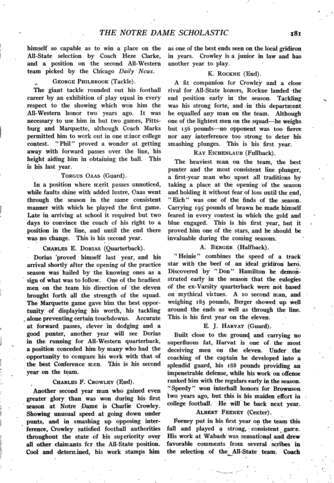 THE NOTRE DAME SCHOLASTIC 181
himself so capable as to win a place on the
All-State selection by Coach Heze Clarke,
and a position on the second All-Western
team picked by the Chicago Daily News.
GEORGE PHILBROOK (Tackle).
The giant tackle rounded out his football
career by an exhibition of play equal in every
respect to the showing which won him the
All-Western honor two years ago. It was
necessary to use him in but two games, Pitts-
burg and Marquette, although Coach Marks
permitted him to work out in one minor college
contest. "Phil" proved a wonder at getting
away with forward passes over the line, his
height aiding him in obtaining the ball. This
is his last year.
TORGUS OAAS (Guard).
In a position where merit passes unnoticed,
while faults shine with added lustre, Oaas went
through the season in the same consistent
manner with which he played the first game.
Late in arriving at school it required but two
days to convince the coach of his right to a
position in the line, and until the end there
was no change. This is his second year.
CHARLES E. DORIAS (Quarterback).
Dorias proved himself last year, and his
arrival shortly after the opening of the practice
season was hailed by the knowing ones as a
sign of what was to follow. One of the headiest
men on the team his direction of the eleven
brought forth all the strength of the squad.
The Marquette game gave him the best oppor-
tunity of displaying his worth, his tackling
alone preventing certain touchdowns. Accurate
at forward passes, clever in dodging and a
good punter, another year will see Dorias
in the running for All-Western quarterback,
a position conceded him by many who had the
opportunity to compare his work with that of
the best Conference men. This is his second
year on the team.
CHARLES F. CROWLEY (End).
Another second year man who gained even
greater glory than was won during his first
season at Notre Dame is Charlie Crowley.
Showing unusual speed at going down under
punts, and in smashing up opposing inter-
ference, Crowley satisfied football authorities
throughout the state of his superiority over
all other claimants for the All-State position.
Cool and determined, his work stamps him
as one of the best ends seen on the local gridiron
in years. Crowley is a junior in law and has
another year to play.
K. ROCKNE (End).
A fit companion for Crowley and a close
rival for All-State honors, Rockne landed the
end position early in the season. Tackling
was his strong forte, and in this department
he equalled any man on the team. Although
one of the lightest men on the squad—he weighs
but 156 pounds—no opponent was too fierce
nor any interference too strong to deter his
smashing plunges. This is his first year.
RAY EICHENLAUB (Fullback).
The heaviest man on the team, the best
punter and the most consistent line plunger,
a first-year man who upset all traditions by
taking a place at the opening of the season
and holding it without fear of loss until the end,
"Eich" was one of the finds of the season.
Carrying 195 pounds of brawn he made himself
feared in every contest in which the gold and
blue engaged. This is his first year, but it
proved him one of the stars, and he should be
invaluable during the coming seasons.
A. BERGER (Halfback).
"Heinie" combines the speed of a track
star with the beef of an ideal gridiron hero.
Discovered by "Don" Hamilton he demon-
strated early in the season that the eulogies
of the ex-Varsity quarterback were not based
on mythical virtues. A 10 second man, and
weighing 185 pounds, Berger showed up well
around the ends as well as through the line.
This is his first year on the eleven.
E. J. HARVAT (Guard).
Built close to the ground and carrying no
superfluous fat, Harvat is one of the most
deceiving men on the eleven. Under the
coaching of the captain he developed into a
splendid guard, his 168 pounds providing an
impenetrable defense, while his work on offense
ranked him with the regulars early in the season.
"Speedy" won interhall honors for Brownson
two years ago, but this is his maiden effort in
college football. He will be back next year.
ALBERT FEENEY (Center).
Feeney put in his first year on the team this
fall and played a strong, consistent game.
His work at Wabash was sensational and drew
favorable comments from several scribes in
the selection of the All-State team. Coach